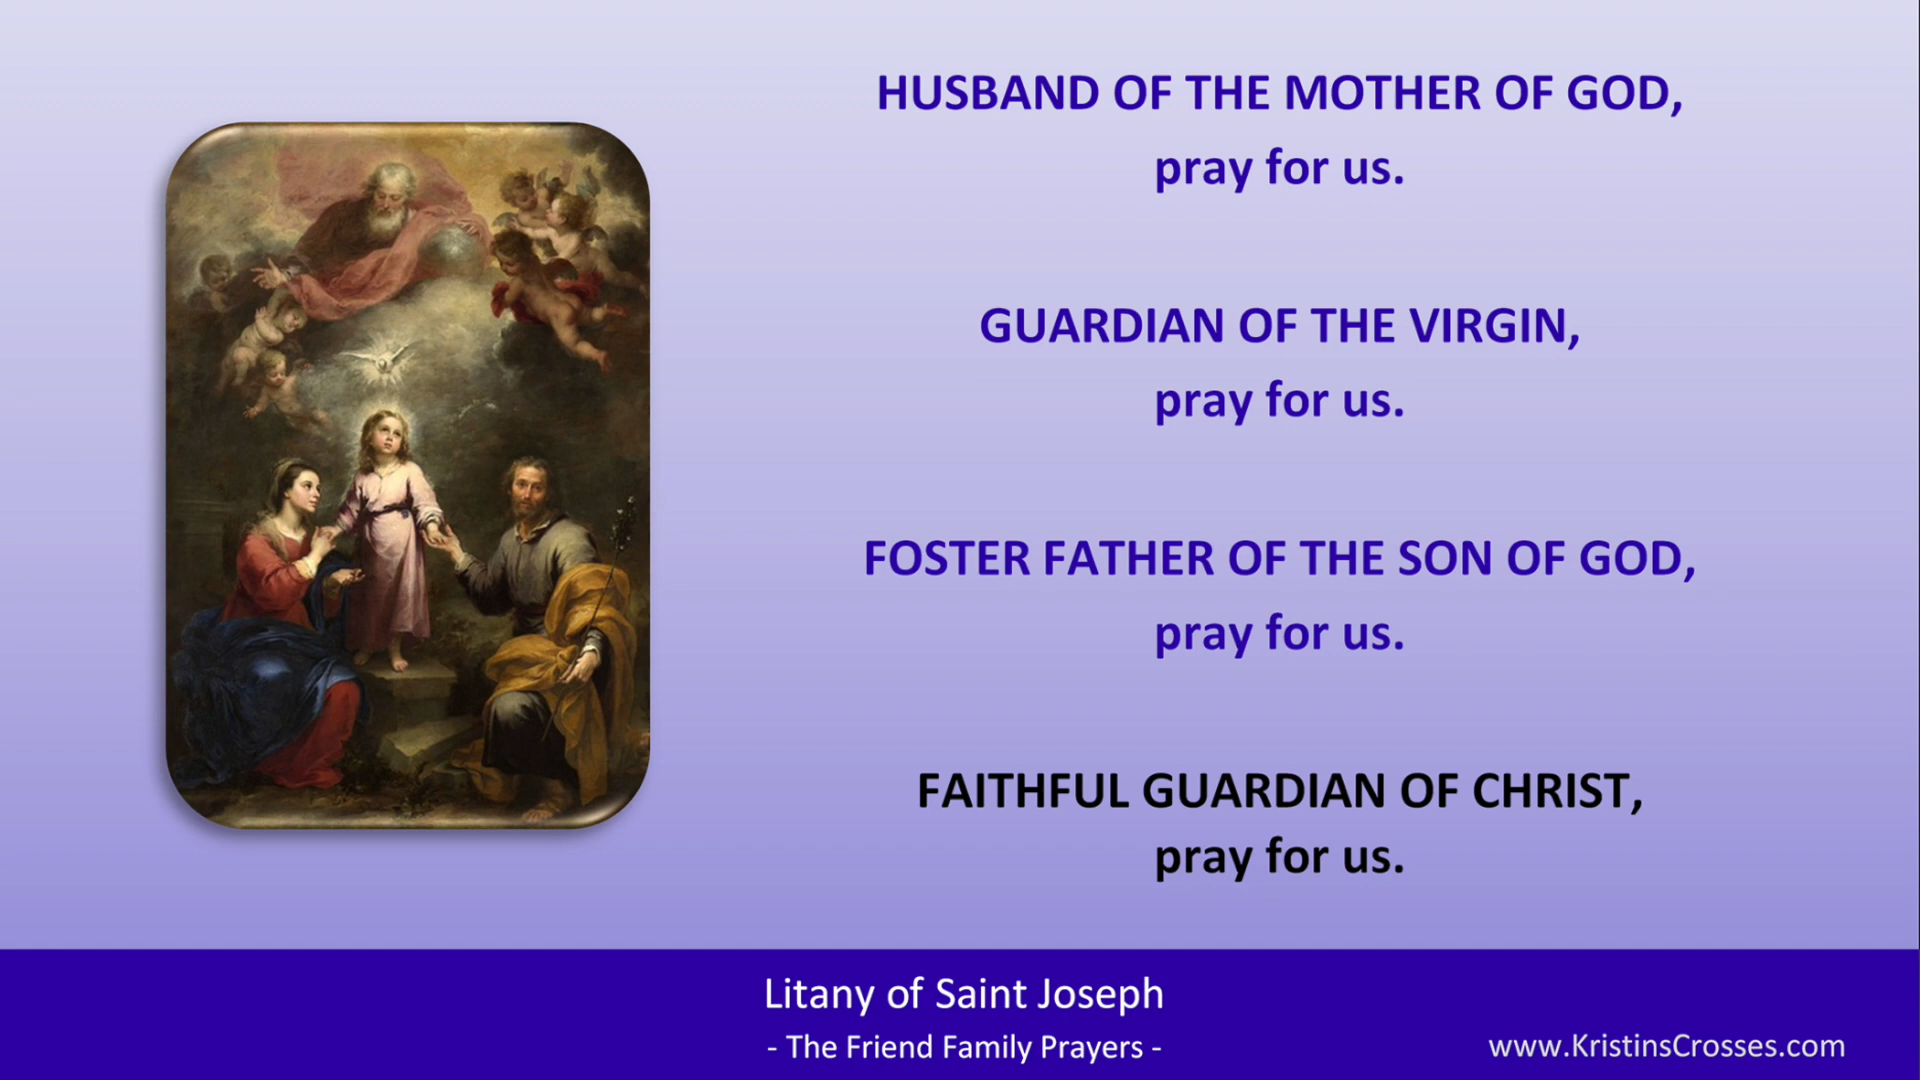 HUSBAND OF THE MOTHER OF GOD,
pray for us.
GUARDIAN OF THE VIRGIN,
pray for us.
FOSTER FATHER OF THE SON OF GOD,
pray for us.
FAITHFUL GUARDIAN OF CHRIST,
pray for us.
Litany of Saint Joseph
- The Friend Family Prayers -
www.KristinsCrosses.com